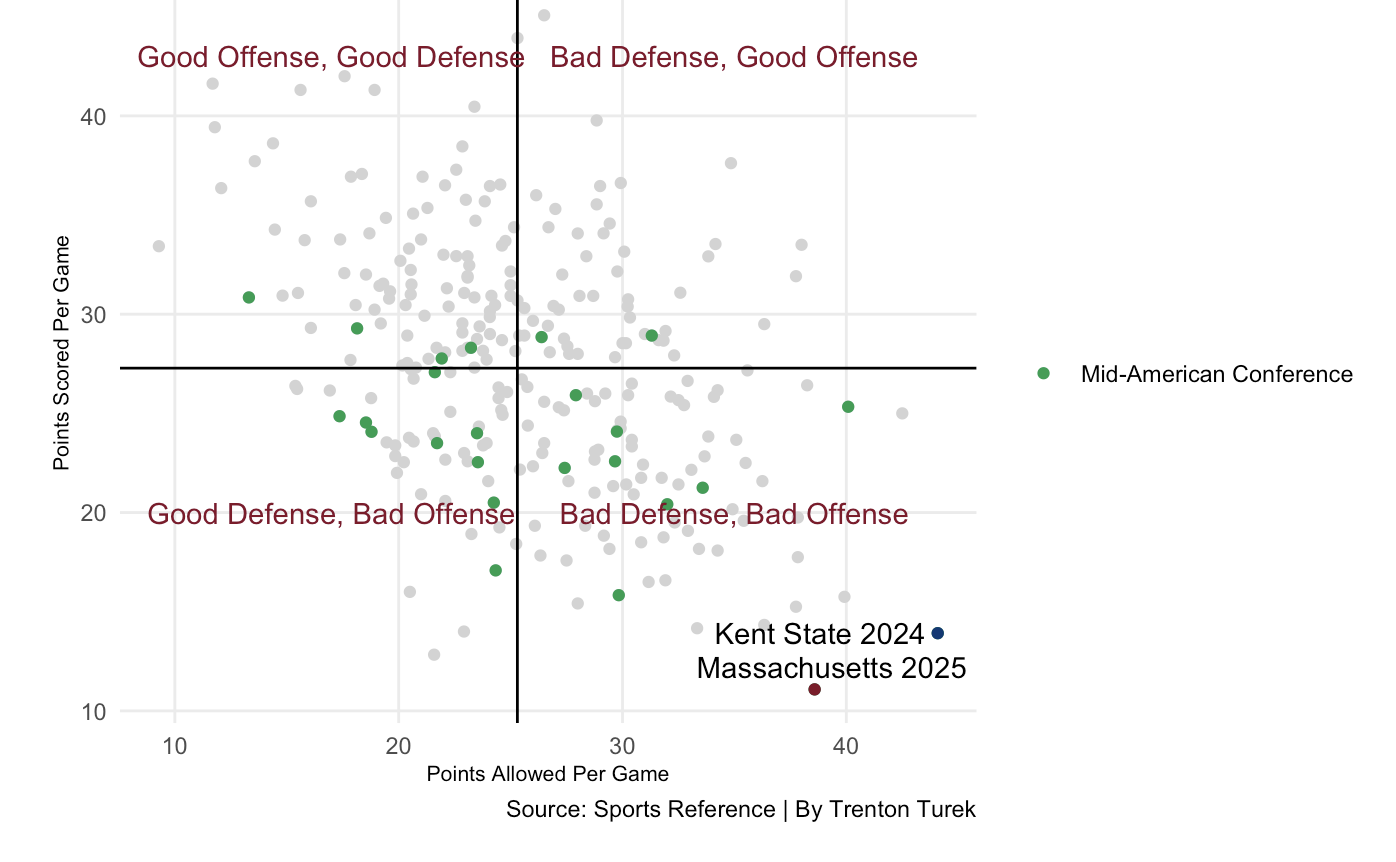 Good Offense, Good Defense
Bad Defense, Good Offense
40
30
20
10
Points Scored Per Game
Mid-American Conference
Good Defense, Bad Offense
Bad Defense, Bad Offense
Kent State 2024
Massachusetts 2025
10
20
30
40
Points Allowed Per Game
Source: Sports Reference | By Trenton Turek